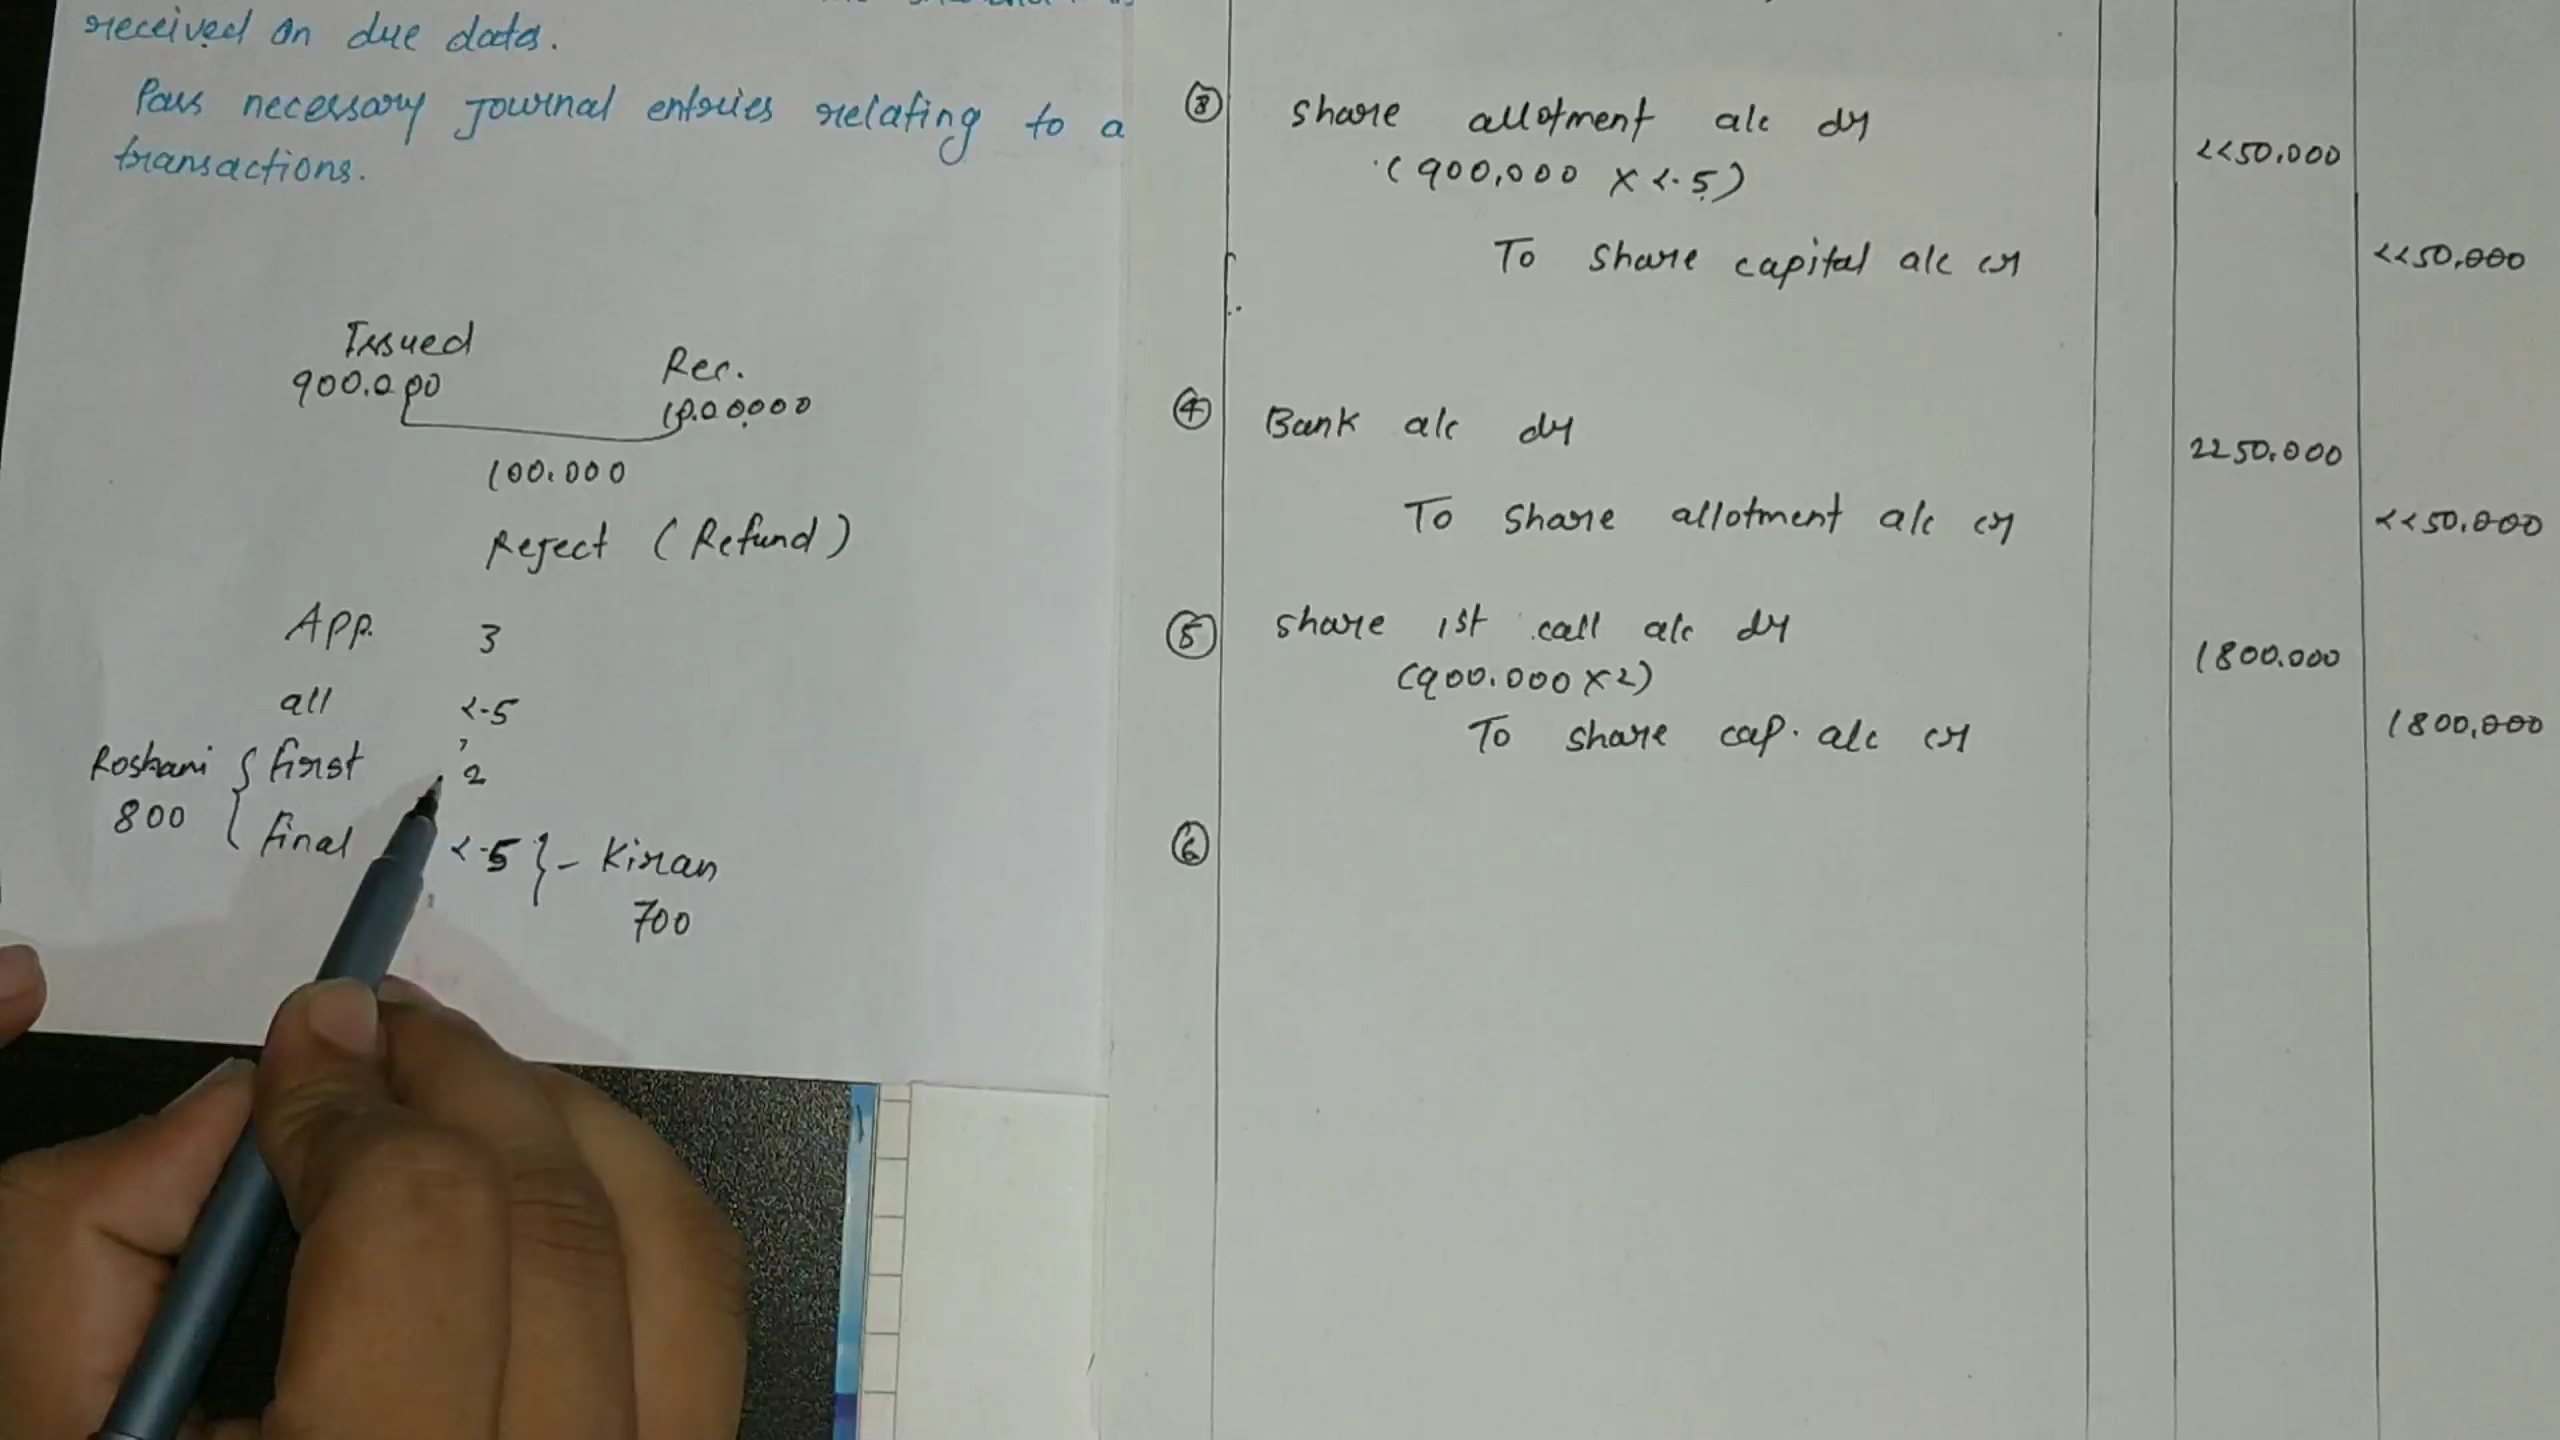 received on due dates.
Pass necessary Journal entries relating to a
transactions.
Issued
900.000
Rec.
10.00000
100.000
Reject (Refund)
App. 3
all 2.5
Roshani { first 2
800 { final 2.5 } - Kiran
700
③ share allotment a/c dr 2250.000
(900,000 x 2.5)
To share capital a/c cr 2250,000
④ Bank a/c dr 2250.000
To share allotment a/c cr 2250,000
⑤ share 1st call a/c dr 1800.000
(900.000 x 2)
To share cap. a/c cr 1800,000
⑥